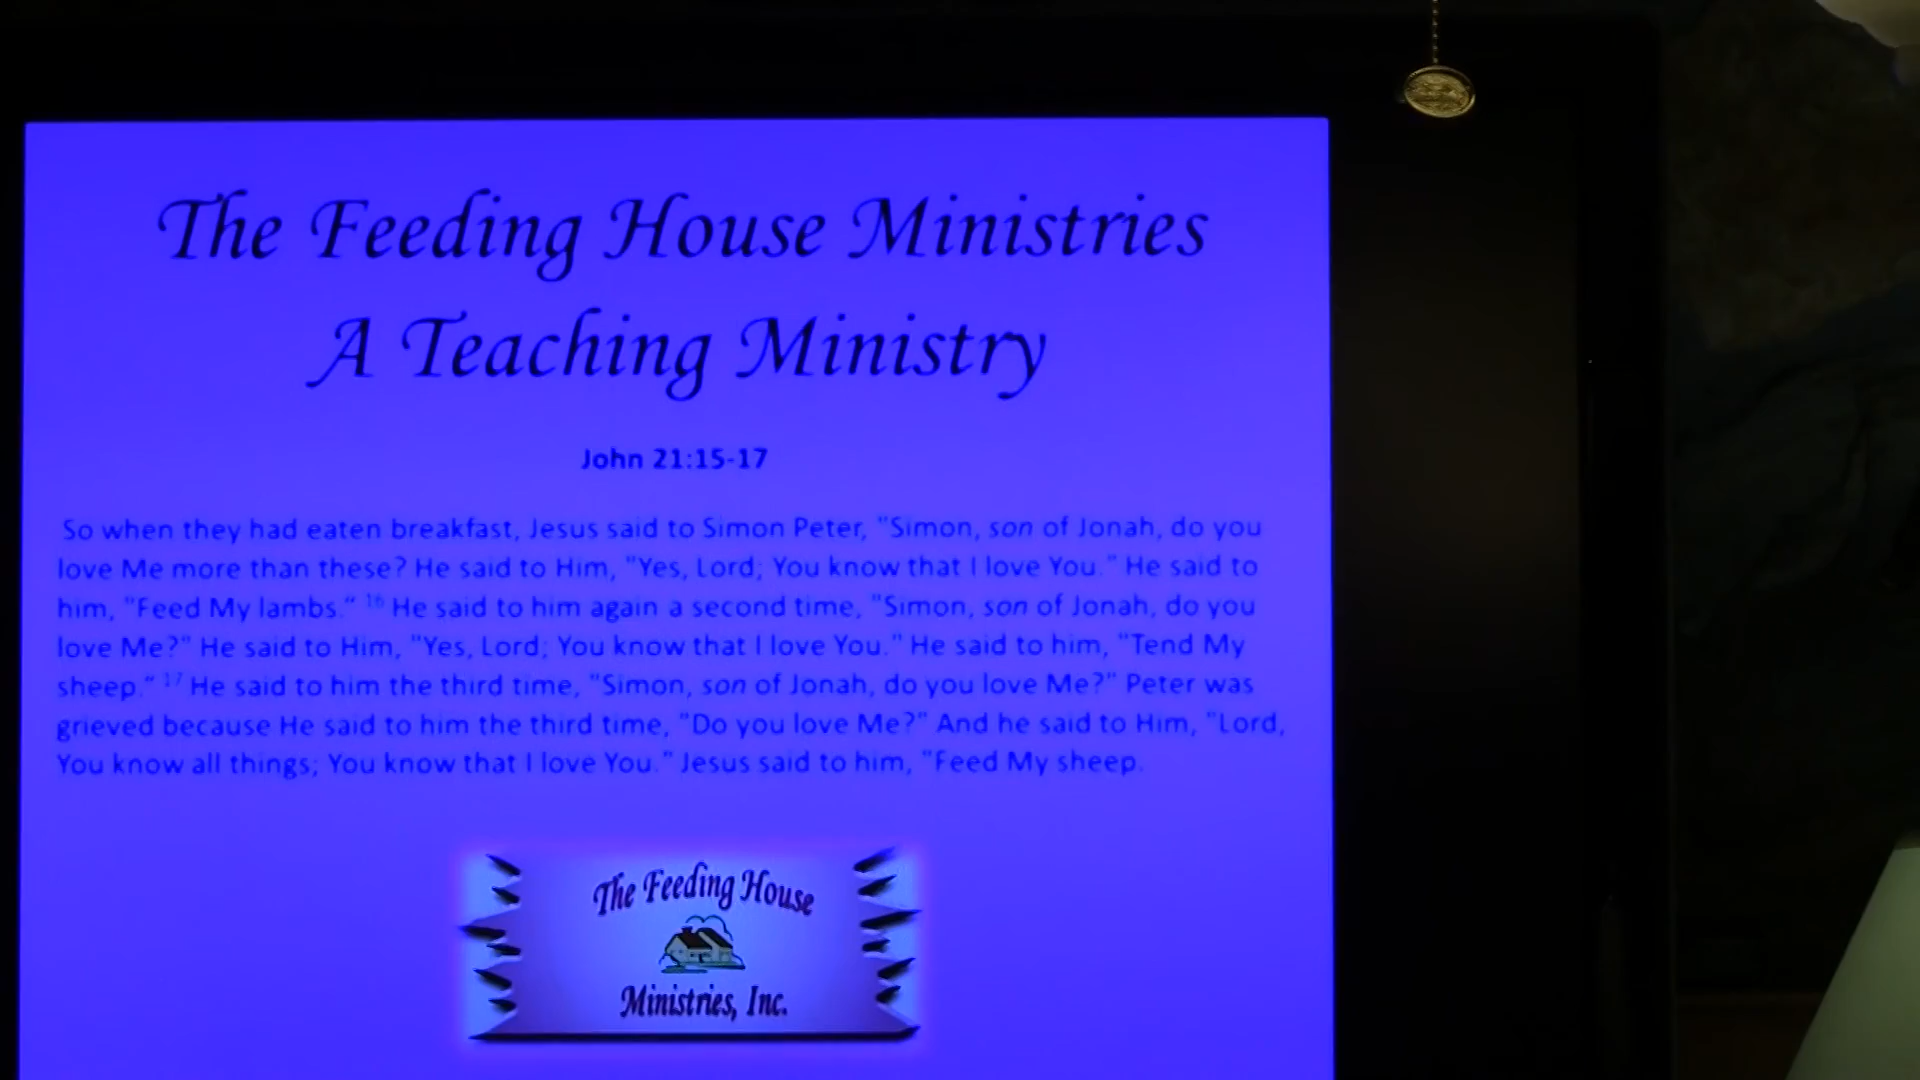 The Feeding House Ministries
A Teaching Ministry
John 21:15-17
So when they had eaten breakfast, Jesus said to Simon Peter, "Simon, son of Jonah, do you
love Me more than these? He said to Him, "Yes, Lord; You know that I love You." He said to
him, "Feed My lambs." 16 He said to him again a second time, "Simon, son of Jonah, do you
love Me?" He said to Him, "Yes, Lord; You know that I love You." He said to him, "Tend My
sheep." 17 He said to him the third time, "Simon, son of Jonah, do you love Me?" Peter was
grieved because He said to him the third time, "Do you love Me?" And he said to Him, "Lord,
You know all things; You know that I love You." Jesus said to him, "Feed My sheep.
The Feeding House
Ministries, Inc.